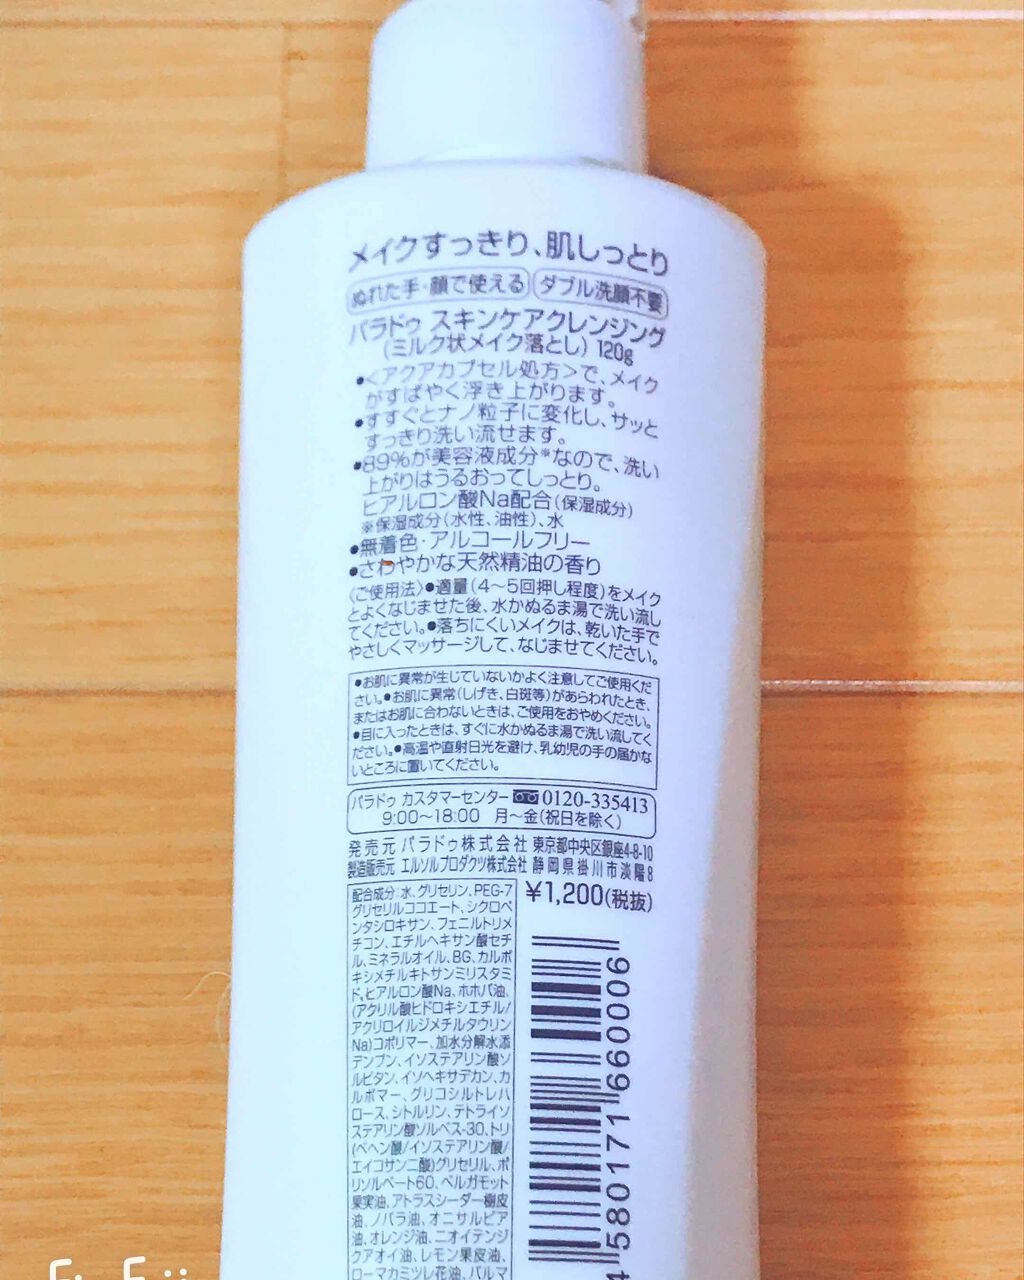 メイクすっきり、肌しっとり
ぬれた手・顔で使える ダブル洗顔不要
パラドゥ スキンケアクレンジング
(ミルク状メイク落とし) 120g
●<アクアカプセル処方>で、メイク
がすばやく浮き上がります。
●すすぐとナノ粒子に変化し、サッと
すっきり洗い流せます。
●89%が美容液成分※なので、洗い
上がりはうるおってしっとり。
ヒアルロン酸Na配合(保湿成分)
※保湿成分(水性、油性)、水
●無着色・アルコールフリー
●さわやかな天然精油の香り
〈ご使用法〉●適量(4〜5回押し程度)をメイク
とよくなじませた後、水かぬるま湯で洗い流し
てください。●落ちにくいメイクは、乾いた手で
やさしくマッサージして、なじませてください。
●お肌に異常が生じていないかよく注意してご使用くだ
さい。●お肌に異常(しげき、白斑等)があらわれたとき、
またはお肌に合わないときは、ご使用をおやめください。
●目に入ったときは、すぐに水かぬるま湯で洗い流してく
ださい。●高温や直射日光を避け、乳幼児の手の届かな
いところに置いてください。
パラドゥ カスタマーセンター 0120-335413
9:00〜18:00 月〜金(祝日を除く)
発売元 パラドゥ株式会社 東京都中央区銀座4-8-10
製造販売元 エルソルプロダクツ株式会社 静岡県掛川市淡陽8
¥1,200(税抜)
配合成分:水、グリセリン、PEG-7
グリセリルココエート、シクロペ
ンタシロキサン、フェニルトリメ
チコン、エチルヘキサン酸セチ
ル、ミネラルオイル、BG、カルボ
キシメチルキトサンミリスタミ
ド、ヒアルロン酸Na、ホホバ油、
(アクリル酸ヒドロキシエチル/
アクリロイルジメチルタウリン
Na)コポリマー、加水分解水添
デンプン、イソステアリン酸ソ
ルビタン、イソヘキサデカン、カ
ルボマー、グリコシルトレハ
ロース、シトルリン、テトライソ
ステアリン酸ソルベス-30、トリ
(ベヘン酸/イソステアリン酸/
エイコサン二酸)グリセリル、ポ
リソルベート60、ベルガモット
果実油、アトラスシーダー樹皮
油、ノバラ油、オニサルビア
油、オレンジ油、ニオイテンジ
クアオイ油、レモン果皮油、
ローマカミツレ花油、パルマ
4 580171 660006